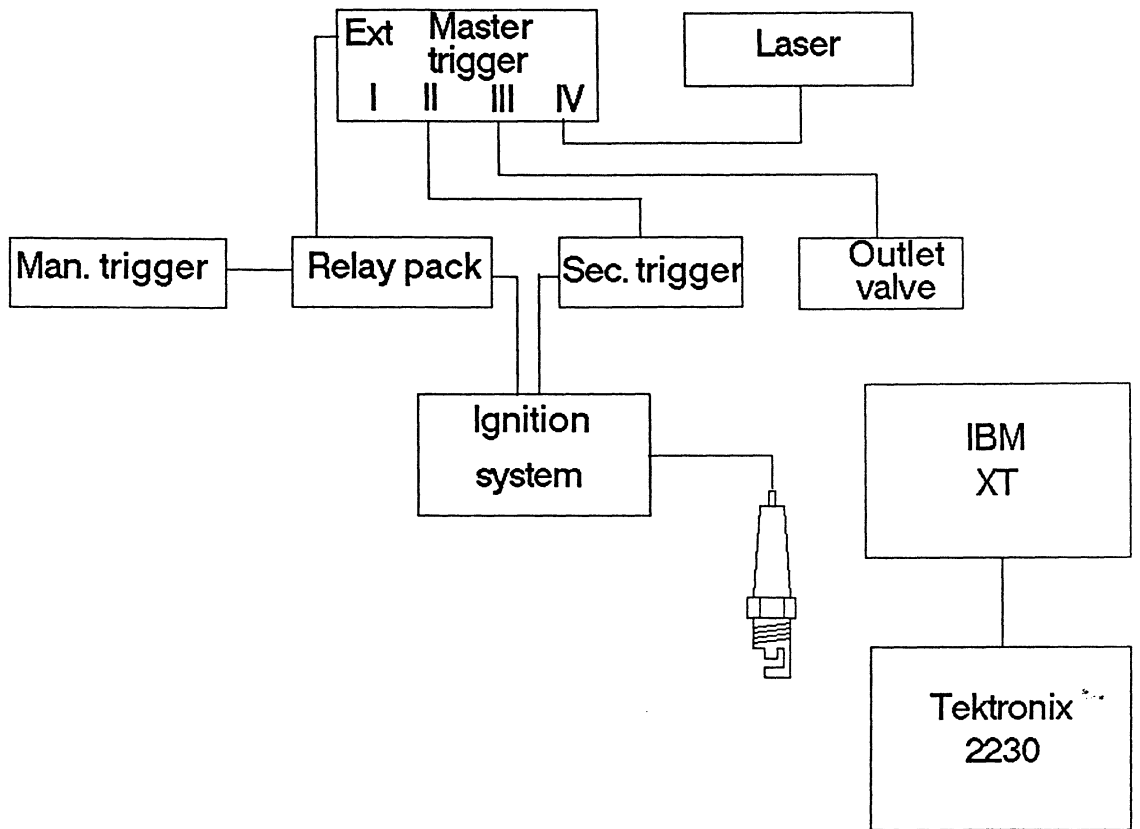 Ext Master
trigger
I II III IV
Laser
Man. trigger
Relay pack
Sec. trigger
Outlet
valve
Ignition
system
IBM
XT
Tektronix
2230